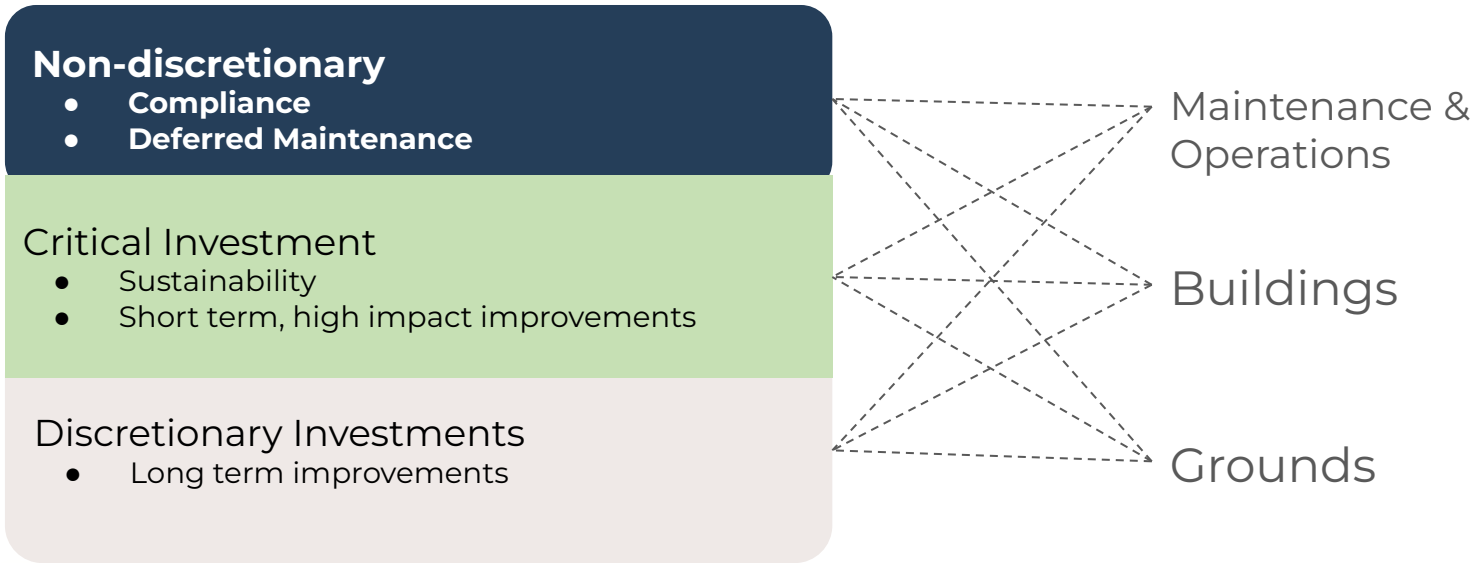 Non-discretionary
● Compliance
● Deferred Maintenance
Critical Investment
● Sustainability
● Short term, high impact improvements
Discretionary Investments
● Long term improvements
Maintenance &
Operations
Buildings
Grounds